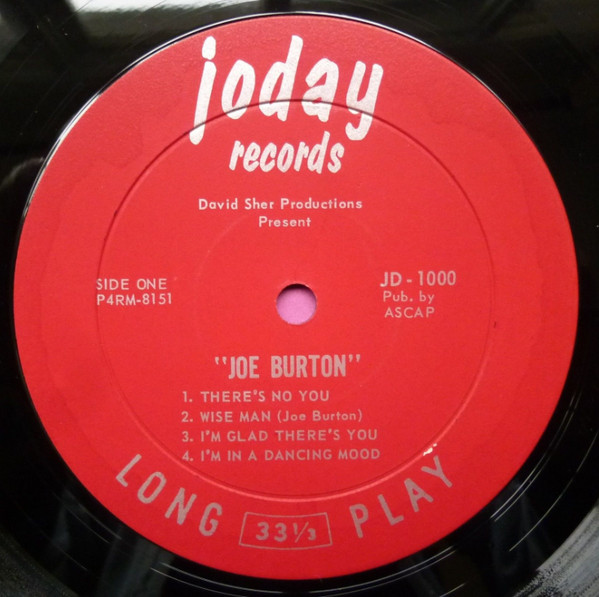 joday
records
David Sher Productions
Present
SIDE ONE
P4RM-8151
JD - 1000
Pub. by
ASCAP
"JOE BURTON"
1. THERE'S NO YOU
2. WISE MAN (Joe Burton)
3. I'M GLAD THERE'S YOU
4. I'M IN A DANCING MOOD
LONG 33⅓ PLAY